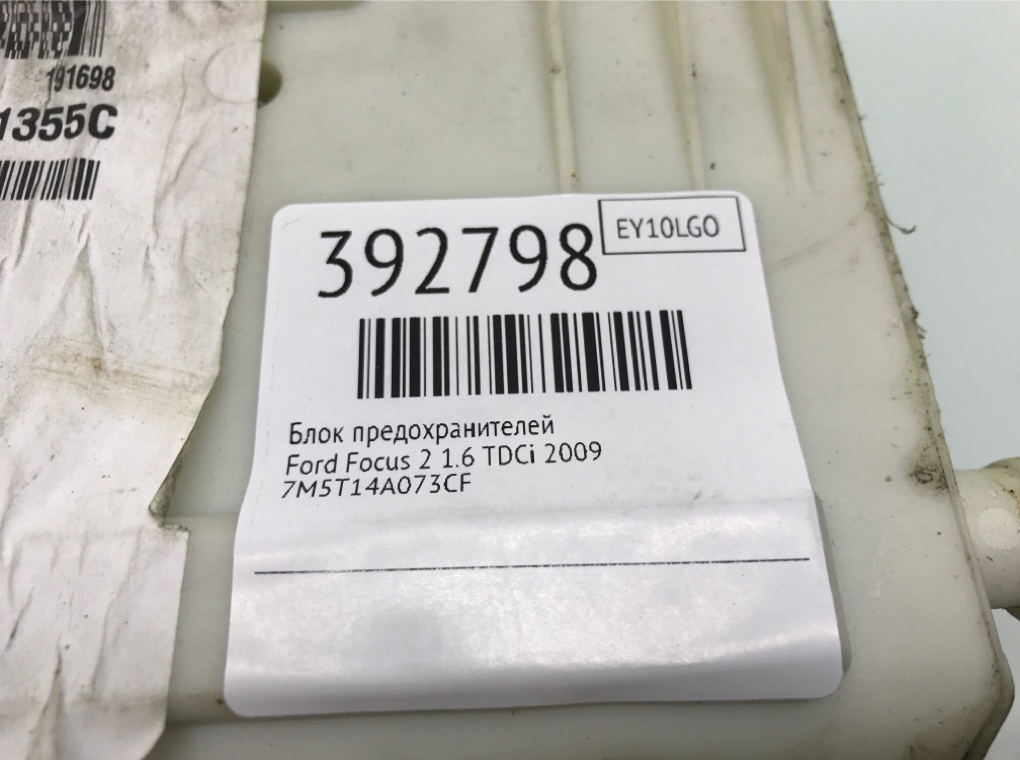 191698
1355C
392798
EY10LGO
Блок предохранителей
Ford Focus 2 1.6 TDCi 2009
7M5T14A073CF